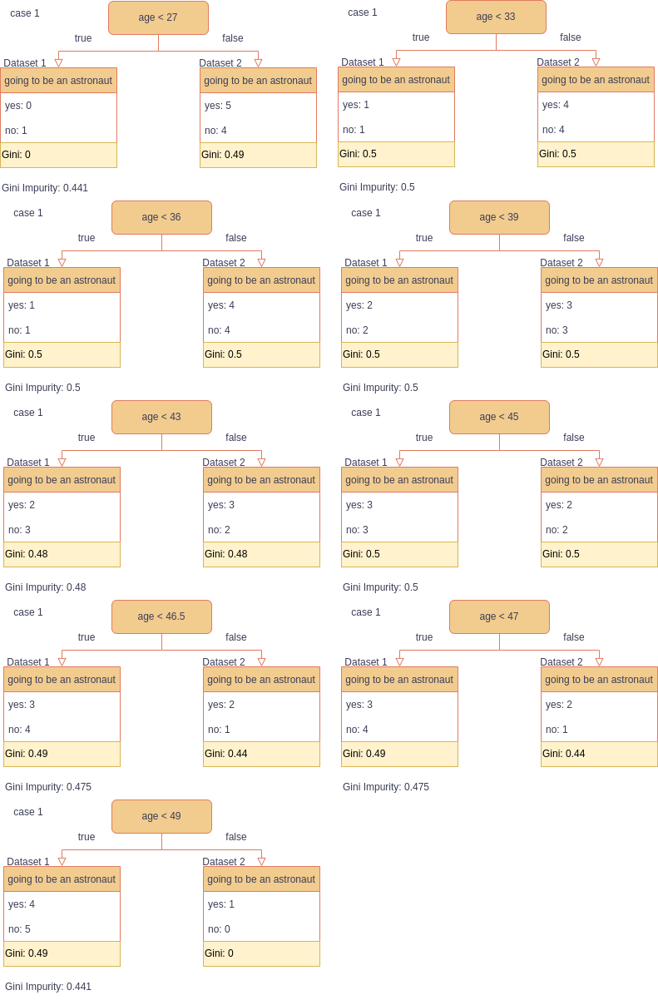 case 1
age < 27
true
false
Dataset 1
Dataset 2
going to be an astronaut
going to be an astronaut
yes: 0
yes: 5
no: 1
no: 4
Gini: 0
Gini: 0.49
Gini Impurity: 0.441
case 1
age < 33
true
false
Dataset 1
Dataset 2
going to be an astronaut
going to be an astronaut
yes: 1
yes: 4
no: 1
no: 4
Gini: 0.5
Gini: 0.5
Gini Impurity: 0.5
case 1
age < 36
true
false
Dataset 1
Dataset 2
going to be an astronaut
going to be an astronaut
yes: 1
yes: 4
no: 1
no: 4
Gini: 0.5
Gini: 0.5
Gini Impurity: 0.5
case 1
age < 39
true
false
Dataset 1
Dataset 2
going to be an astronaut
going to be an astronaut
yes: 2
yes: 3
no: 2
no: 3
Gini: 0.5
Gini: 0.5
Gini Impurity: 0.5
case 1
age < 43
true
false
Dataset 1
Dataset 2
going to be an astronaut
going to be an astronaut
yes: 2
yes: 3
no: 3
no: 2
Gini: 0.48
Gini: 0.48
Gini Impurity: 0.48
case 1
age < 45
true
false
Dataset 1
Dataset 2
going to be an astronaut
going to be an astronaut
yes: 3
yes: 2
no: 3
no: 2
Gini: 0.5
Gini: 0.5
Gini Impurity: 0.5
case 1
age < 46.5
true
false
Dataset 1
Dataset 2
going to be an astronaut
going to be an astronaut
yes: 3
yes: 2
no: 4
no: 1
Gini: 0.49
Gini: 0.44
Gini Impurity: 0.475
case 1
age < 47
true
false
Dataset 1
Dataset 2
going to be an astronaut
going to be an astronaut
yes: 3
yes: 2
no: 4
no: 1
Gini: 0.49
Gini: 0.44
Gini Impurity: 0.475
case 1
age < 49
true
false
Dataset 1
Dataset 2
going to be an astronaut
going to be an astronaut
yes: 4
yes: 1
no: 5
no: 0
Gini: 0.49
Gini: 0
Gini Impurity: 0.441